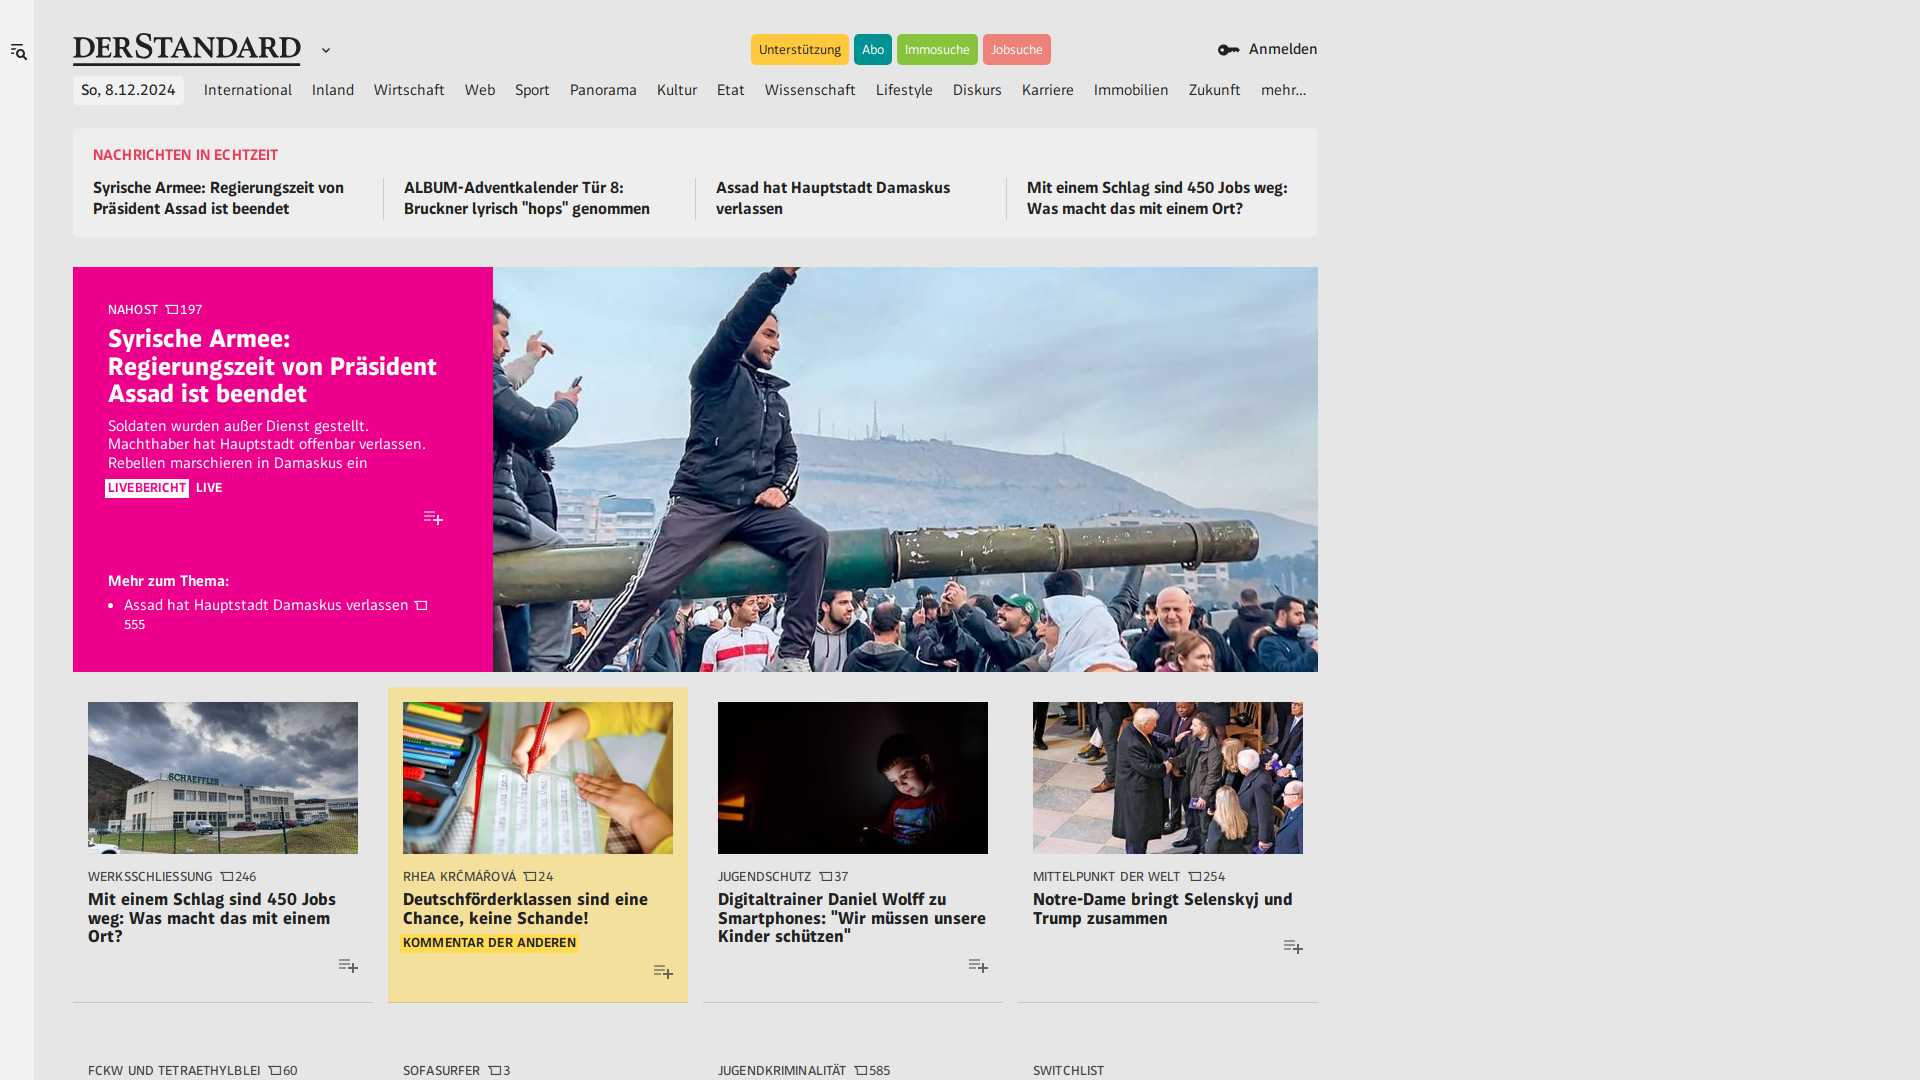 DERSTANDARD
Unterstützung
Abo
Immosuche
Jobsuche
Anmelden
So, 8.12.2024
International
Inland
Wirtschaft
Web
Sport
Panorama
Kultur
Etat
Wissenschaft
Lifestyle
Diskurs
Karriere
Immobilien
Zukunft
mehr...
NACHRICHTEN IN ECHTZEIT
Syrische Armee: Regierungszeit von
Präsident Assad ist beendet
ALBUM-Adventkalender Tür 8:
Bruckner lyrisch "hops" genommen
Assad hat Hauptstadt Damaskus
verlassen
Mit einem Schlag sind 450 Jobs weg:
Was macht das mit einem Ort?
NAHOST 197
Syrische Armee:
Regierungszeit von Präsident
Assad ist beendet
Soldaten wurden außer Dienst gestellt.
Machthaber hat Hauptstadt offenbar verlassen.
Rebellen marschieren in Damaskus ein
LIVEBERICHT LIVE
Mehr zum Thema:
• Assad hat Hauptstadt Damaskus verlassen
555
SCHAEFFLER
WERKSSCHLIESSUNG 246
Mit einem Schlag sind 450 Jobs
weg: Was macht das mit einem
Ort?
RHEA KRČMÁŘOVÁ 24
Deutschförderklassen sind eine
Chance, keine Schande!
KOMMENTAR DER ANDEREN
JUGENDSCHUTZ 37
Digitaltrainer Daniel Wolff zu
Smartphones: "Wir müssen unsere
Kinder schützen"
MITTELPUNKT DER WELT 254
Notre-Dame bringt Selenskyj und
Trump zusammen
FCKW UND TETRAETHYLBLEI 60
SOFASURFER 3
JUGENDKRIMINALITÄT 585
SWITCHLIST